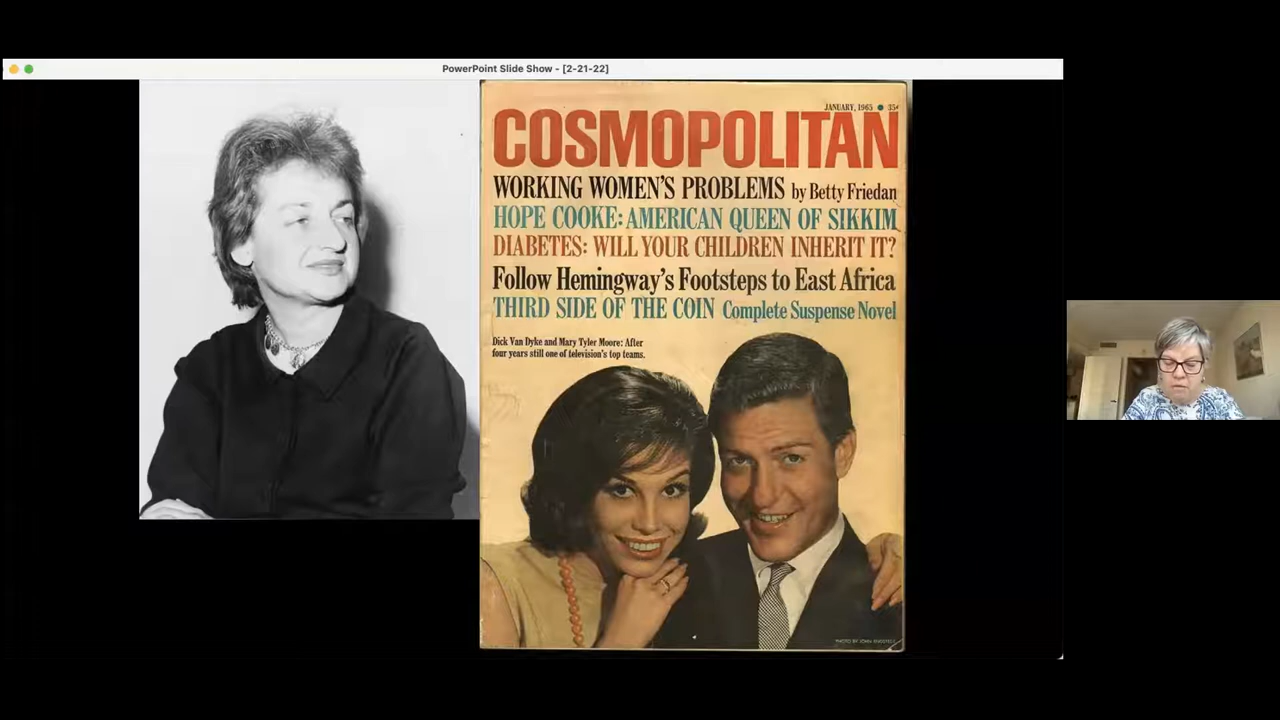 PowerPoint Slide Show - [2-21-22]
JANUARY, 1965 • 35¢
COSMOPOLITAN
WORKING WOMEN'S PROBLEMS by Betty Friedan
HOPE COOKE: AMERICAN QUEEN OF SIKKIM
DIABETES: WILL YOUR CHILDREN INHERIT IT?
Follow Hemingway's Footsteps to East Africa
THIRD SIDE OF THE COIN Complete Suspense Novel
Dick Van Dyke and Mary Tyler Moore: After
four years still one of television's top teams.
PHOTO BY JOHN